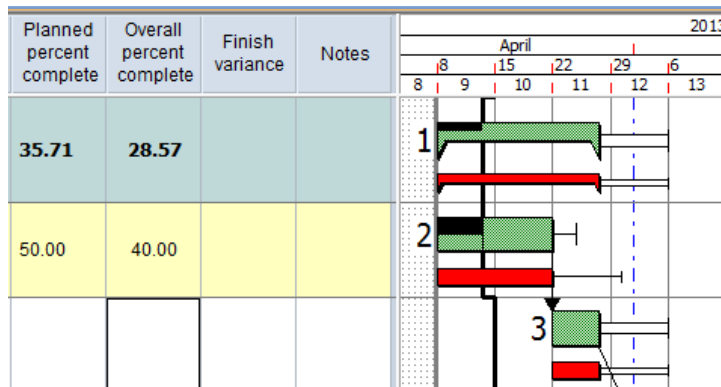 Planned percent complete
Overall percent complete
Finish variance
Notes
2013
April
8 15 22 29 6
8 9 10 11 12 13
35.71 28.57
1
50.00 40.00
2
3